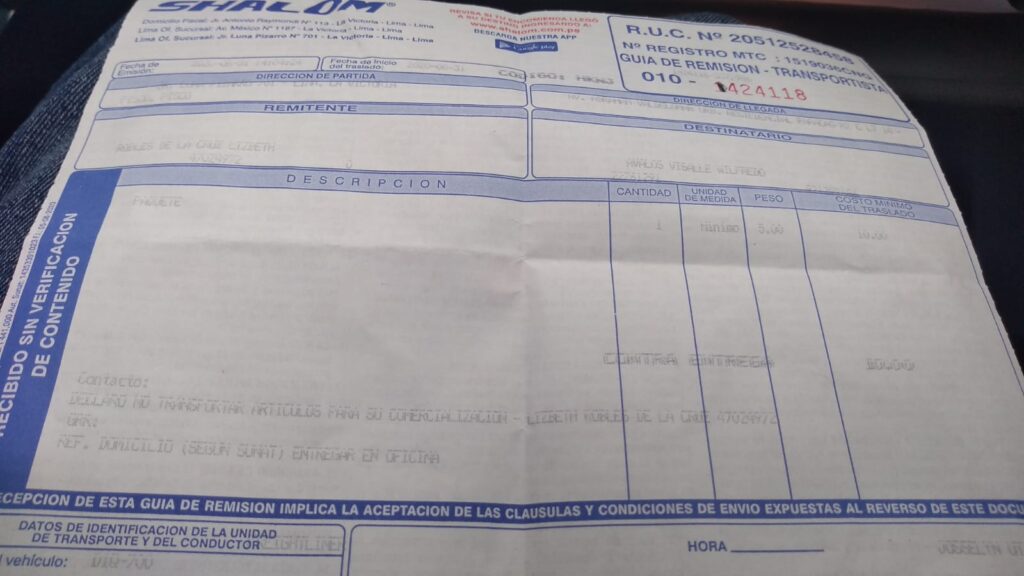 SHALOM®
Domicilio Fiscal: Jr. Antonio Raymondi N° 113 - La Victoria - Lima - Lima
Lima Of. Sucursal: Av. México N° 1187 - La Victoria - Lima - Lima
Lima Of. Sucursal: Jr. Luna Pizarro N° 701 - La Victoria - Lima - Lima
REVISA SI TU ENCOMIENDA LLEGÓ
A SU DESTINO INGRESANDO A:
www.shalom.com.pe
DESCARGA NUESTRA APP
Google play
R.U.C. Nº 20512528458
Nº REGISTRO MTC : 1519036CNG
GUIA DE REMISION - TRANSPORTISTA
010 - 424118
Fecha de
Emisión:
Fecha de Inicio
del traslado:
DIRECCION DE PARTIDA
DIRECCION DE LLEGADA
REMITENTE
DESTINATARIO
ROBLES DE LA CRUZ LIZBETH
47024972
AVALOS VISALLE WILFREDO
DESCRIPCION
CANTIDAD
UNIDAD
DE MEDIDA
PESO
COSTO MINIMO
DEL TRASLADO
PAQUETE
1
Minimo
5.00
10.00
RECIBIDO SIN VERIFICACION
DE CONTENIDO
CONTRA ENTREGA
10.00
Contacto:
DECLARO NO TRANSPORTAR ARTICULOS PARA SU COMERCIALIZACION - LIZBETH ROBLES DE LA CRUZ 47024972
GRR:
REF. DOMICILIO (SEGUN SUNAT) ENTREGAR EN OFICINA
RECEPCION DE ESTA GUIA DE REMISION IMPLICA LA ACEPTACION DE LAS CLAUSULAS Y CONDICIONES DE ENVIO EXPUESTAS AL REVERSO DE ESTE DOCU
DATOS DE IDENTIFICACION DE LA UNIDAD
DE TRANSPORTE Y DEL CONDUCTOR
vehículo:
HORA